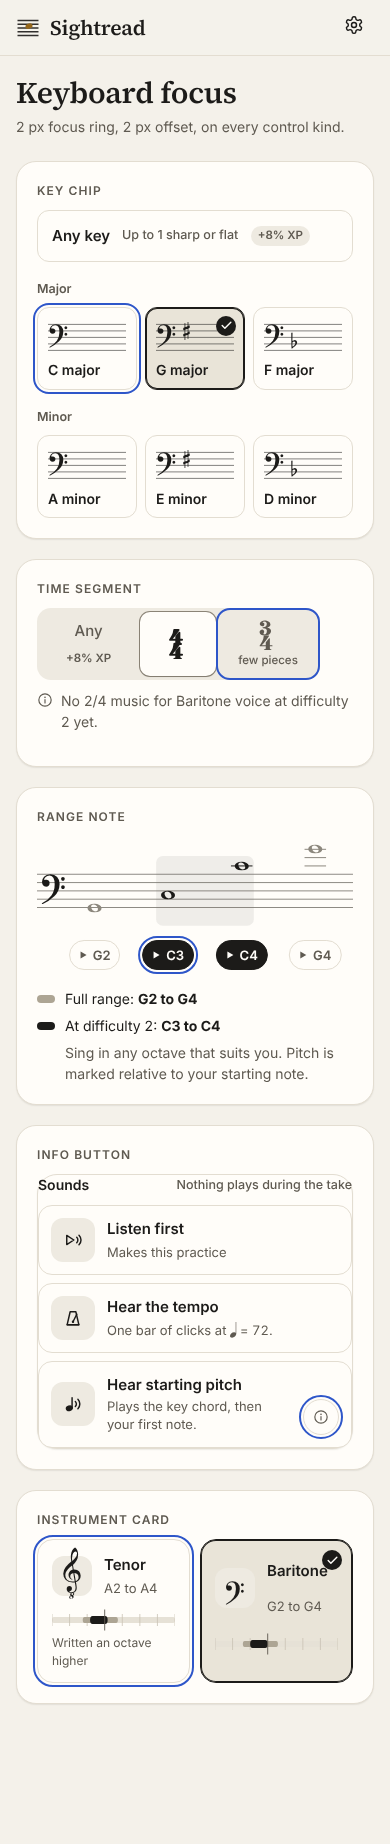 Sightread
Keyboard focus
2 px focus ring, 2 px offset, on every control kind.
KEY CHIP
Any key Up to 1 sharp or flat +8% XP
Major
C major G major F major
Minor
A minor E minor D minor
TIME SEGMENT
Any 4 3
+8% XP 4 4
few pieces
No 2/4 music for Baritone voice at difficulty
2 yet.
RANGE NOTE
G2 C3 C4 G4
Full range: G2 to G4
At difficulty 2: C3 to C4
Sing in any octave that suits you. Pitch is
marked relative to your starting note.
INFO BUTTON
Sounds Nothing plays during the take
Listen first
Makes this practice
Hear the tempo
One bar of clicks at ♩ = 72.
Hear starting pitch
Plays the key chord, then
your first note.
INSTRUMENT CARD
Tenor
A2 to A4
Written an octave
higher
Baritone
G2 to G4